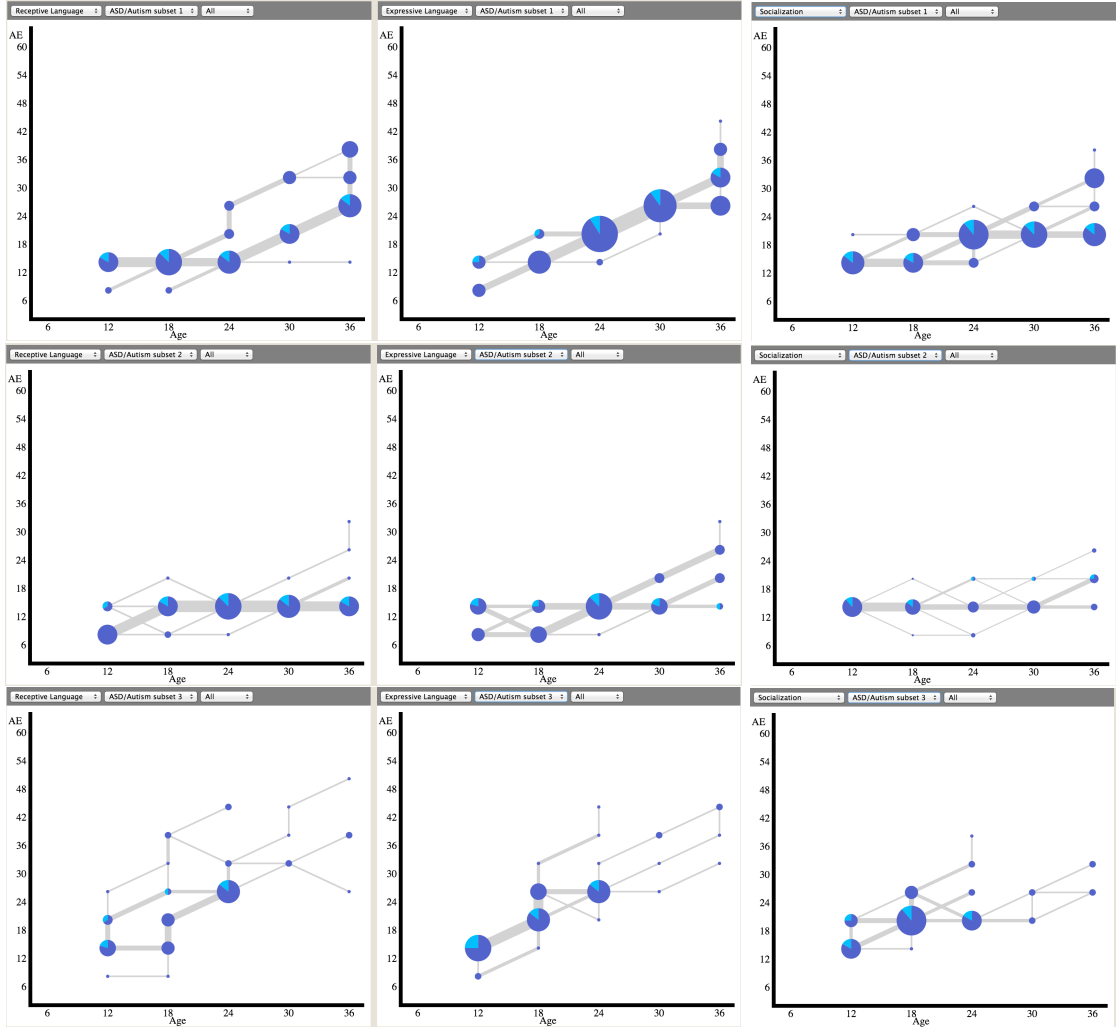 Receptive Language ASD/Autism subset 1 All
AE
60
54
48
42
36
30
24
18
12
6
6 12 18 24 30 36
Age
Expressive Language ASD/Autism subset 1 All
AE
60
54
48
42
36
30
24
18
12
6
6 12 18 24 30 36
Age
Socialization ASD/Autism subset 1 All
AE
60
54
48
42
36
30
24
18
12
6
6 12 18 24 30 36
Age
Receptive Language ASD/Autism subset 2 All
AE
60
54
48
42
36
30
24
18
12
6
6 12 18 24 30 36
Age
Expressive Language ASD/Autism subset 2 All
AE
60
54
48
42
36
30
24
18
12
6
6 12 18 24 30 36
Age
Socialization ASD/Autism subset 2 All
AE
60
54
48
42
36
30
24
18
12
6
6 12 18 24 30 36
Age
Receptive Language ASD/Autism subset 3 All
AE
60
54
48
42
36
30
24
18
12
6
6 12 18 24 30 36
Age
Expressive Language ASD/Autism subset 3 All
AE
60
54
48
42
36
30
24
18
12
6
6 12 18 24 30 36
Age
Socialization ASD/Autism subset 3 All
AE
60
54
48
42
36
30
24
18
12
6
6 12 18 24 30 36
Age